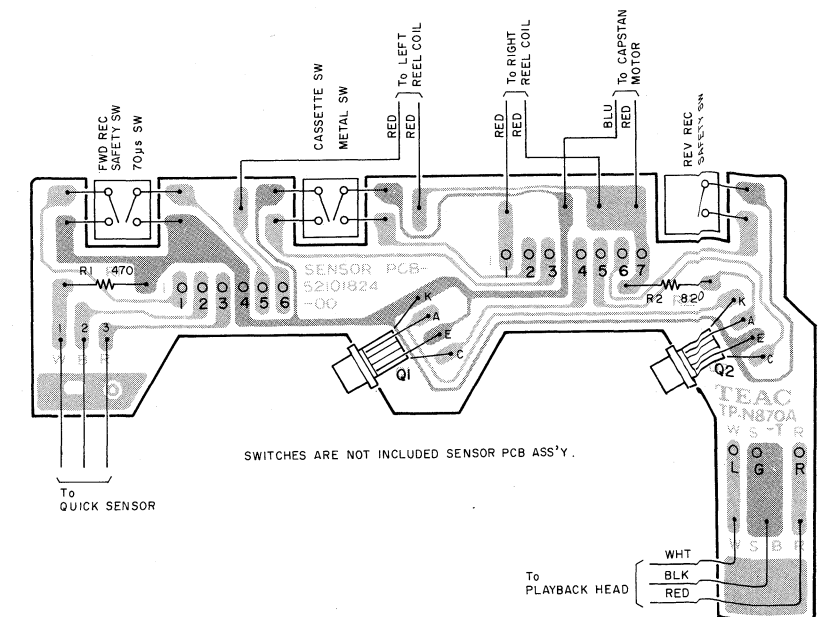 FWD REC
SAFETY SW
70μs SW
CASSETTE SW
METAL SW
To LEFT
REEL COIL
RED
RED
To RIGHT
REEL COIL
RED
RED
To CAPSTAN
MOTOR
BLU
RED
REV REC
SAFETY SW
R1 470
1 2 3 4 5 6
SENSOR PCB-
52101824
-00
1 2 3 4 5 6 7
R2 820
K
A
E
C
Q1
K
A
E
C
Q2
1 2 3
W B R
To
QUICK SENSOR
SWITCHES ARE NOT INCLUDED SENSOR PCB ASS'Y.
TEAC
TP.N870A
-T
W S R
L G R
W S B R
To
PLAYBACK HEAD
WHT
BLK
RED